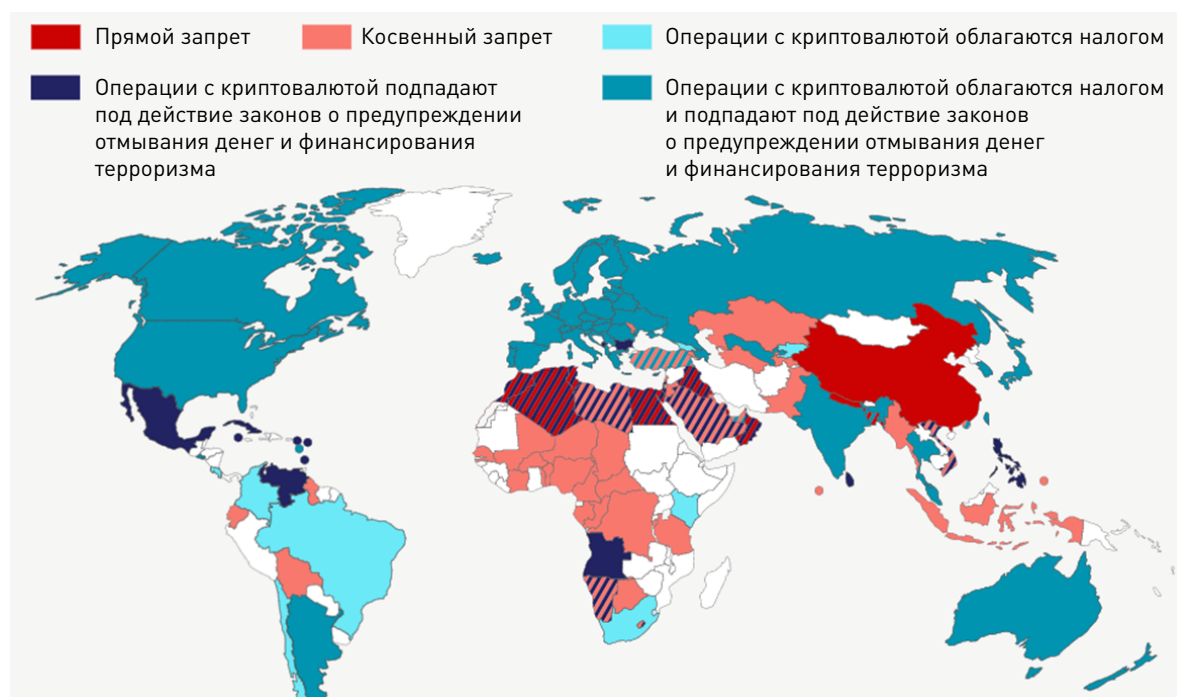 Прямой запрет
Косвенный запрет
Операции с криптовалютой облагаются налогом
Операции с криптовалютой подпадают
под действие законов о предупреждении
отмывания денег и финансирования
терроризма
Операции с криптовалютой облагаются налогом
и подпадают под действие законов
о предупреждении отмывания денег
и финансирования терроризма